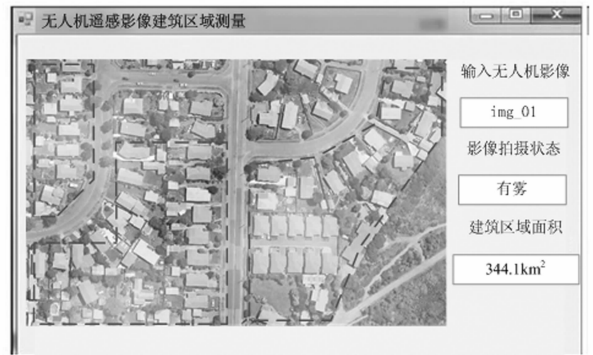 无人机遥感影像建筑区域测量
输入无人机影像
img_01
影像拍摄状态
有雾
建筑区域面积
344.1km²